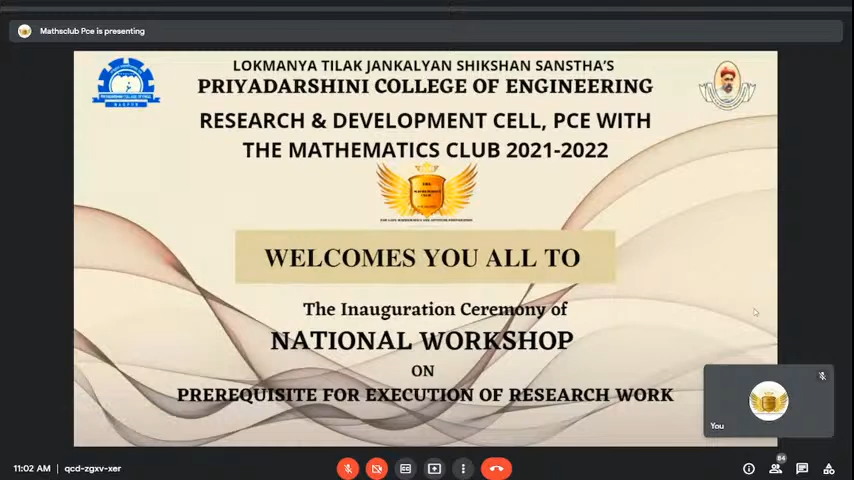 Mathsclub Pce is presenting
LOKMANYA TILAK JANKALYAN SHIKSHAN SANSTHA'S
PRIYADARSHINI COLLEGE OF ENGINEERING
RESEARCH & DEVELOPMENT CELL, PCE WITH
THE MATHEMATICS CLUB 2021-2022
WELCOMES YOU ALL TO
The Inauguration Ceremony of
NATIONAL WORKSHOP
ON
PREREQUISITE FOR EXECUTION OF RESEARCH WORK
You
11:02 AM | qcd-zgxv-xer
84